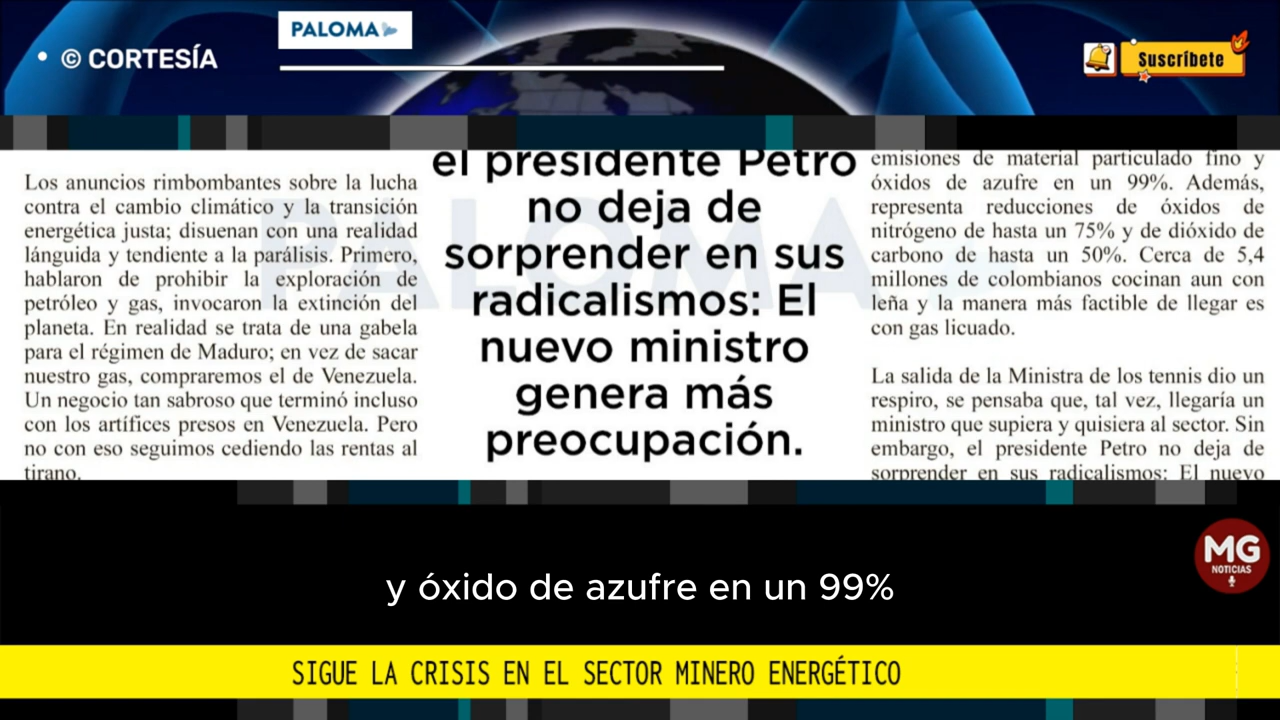 PALOMA
• © CORTESÍA
Suscríbete
Los anuncios rimbombantes sobre la lucha
contra el cambio climático y la transición
energética justa; disuenan con una realidad
lánguida y tendiente a la parálisis. Primero,
hablaron de prohibir la exploración de
petróleo y gas, invocaron la extinción del
planeta. En realidad se trata de una gabela
para el régimen de Maduro; en vez de sacar
nuestro gas, compraremos el de Venezuela.
Un negocio tan sabroso que terminó incluso
con los artífices presos en Venezuela. Pero
no con eso seguimos cediendo las rentas al
tirano.
el presidente Petro
no deja de
sorprender en sus
radicalismos: El
nuevo ministro
genera más
preocupación.
emisiones de material particulado fino y
óxidos de azufre en un 99%. Además,
representa reducciones de óxidos de
nitrógeno de hasta un 75% y de dióxido de
carbono de hasta un 50%. Cerca de 5,4
millones de colombianos cocinan aun con
leña y la manera más factible de llegar es
con gas licuado.
La salida de la Ministra de los tennis dio un
respiro, se pensaba que, tal vez, llegaría un
ministro que supiera y quisiera al sector. Sin
embargo, el presidente Petro no deja de
sorprender en sus radicalismos: El nuevo
PALOMA
MG
NOTICIAS
y óxido de azufre en un 99%
SIGUE LA CRISIS EN EL SECTOR MINERO ENERGÉTICO